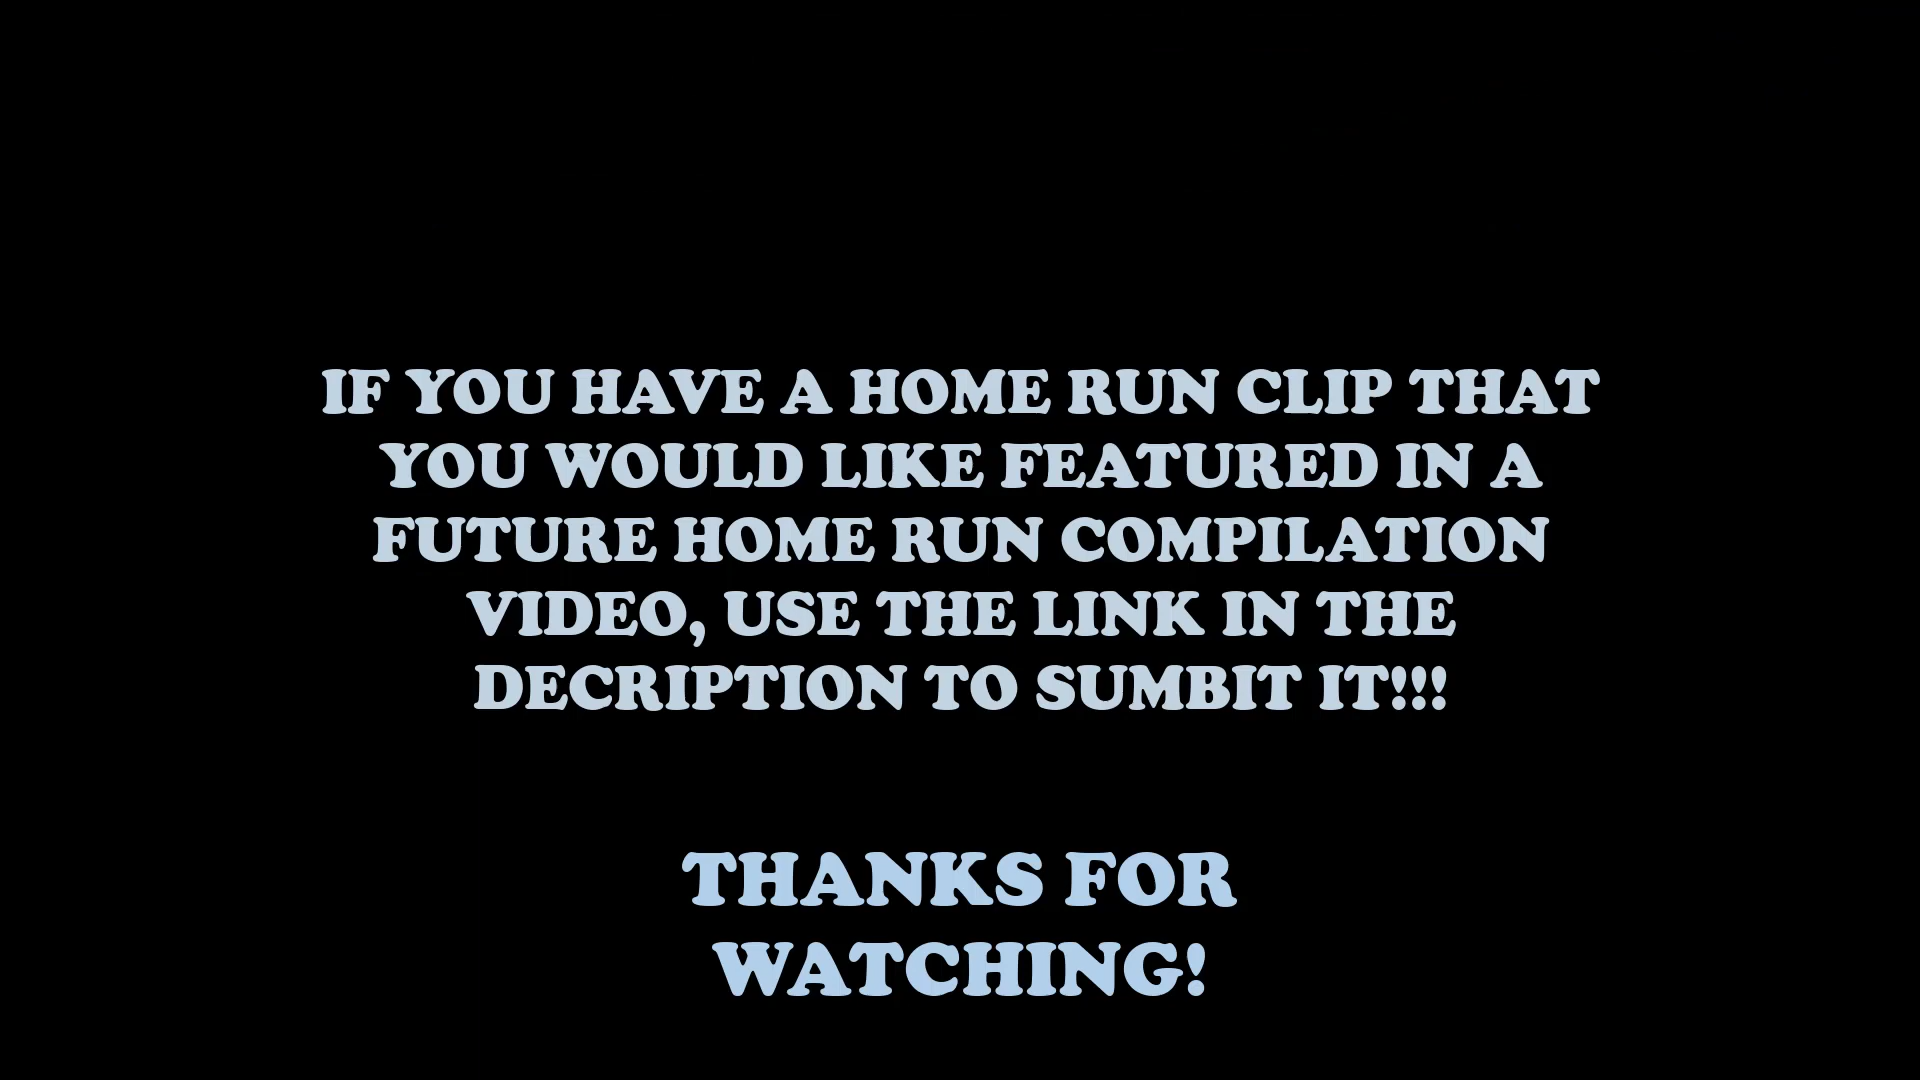 IF YOU HAVE A HOME RUN CLIP THAT
YOU WOULD LIKE FEATURED IN A
FUTURE HOME RUN COMPILATION
VIDEO, USE THE LINK IN THE
DECRIPTION TO SUMBIT IT!!!
THANKS FOR
WATCHING!